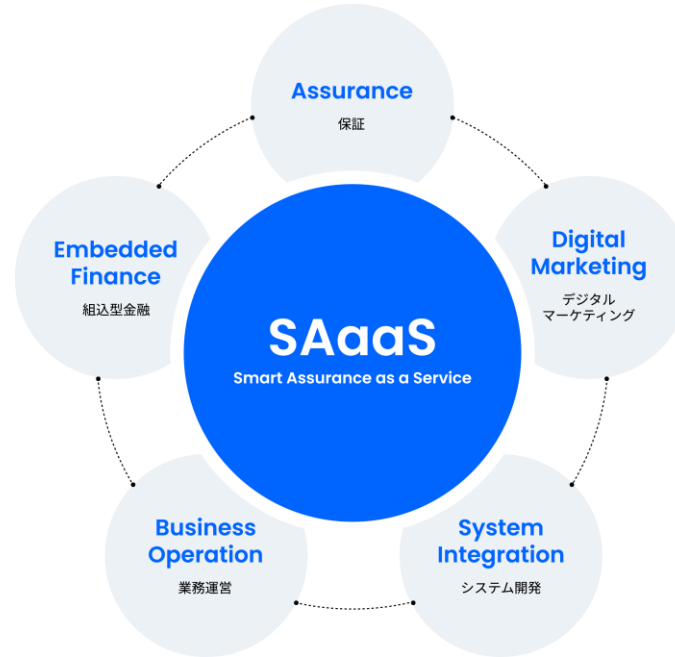 Assurance
保証
Embedded
Finance
組込型金融
Digital
Marketing
デジタル
マーケティング
SAaaS
Smart Assurance as a Service
Business
Operation
業務運営
System
Integration
システム開発